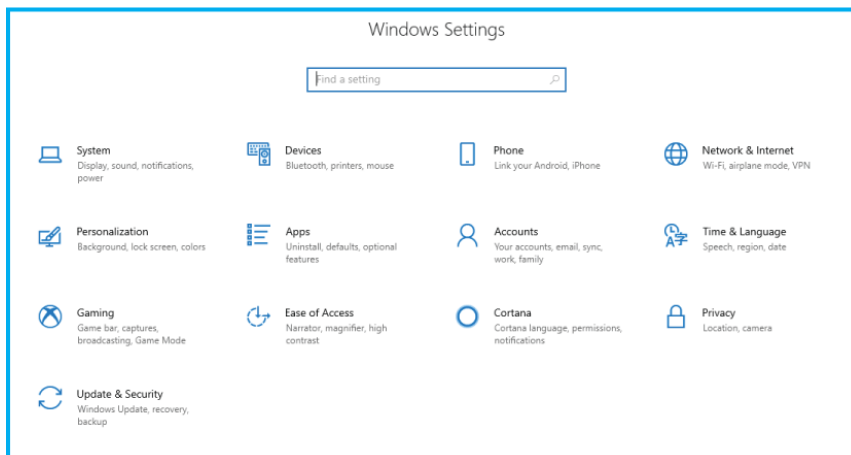 Windows Settings
Find a setting
System
Display, sound, notifications,
power
Devices
Bluetooth, printers, mouse
Phone
Link your Android, iPhone
Network & Internet
Wi-Fi, airplane mode, VPN
Personalization
Background, lock screen, colors
Apps
Uninstall, defaults, optional
features
Accounts
Your accounts, email, sync,
work, family
Time & Language
Speech, region, date
Gaming
Game bar, captures,
broadcasting, Game Mode
Ease of Access
Narrator, magnifier, high
contrast
Cortana
Cortana language, permissions,
notifications
Privacy
Location, camera
Update & Security
Windows Update, recovery,
backup